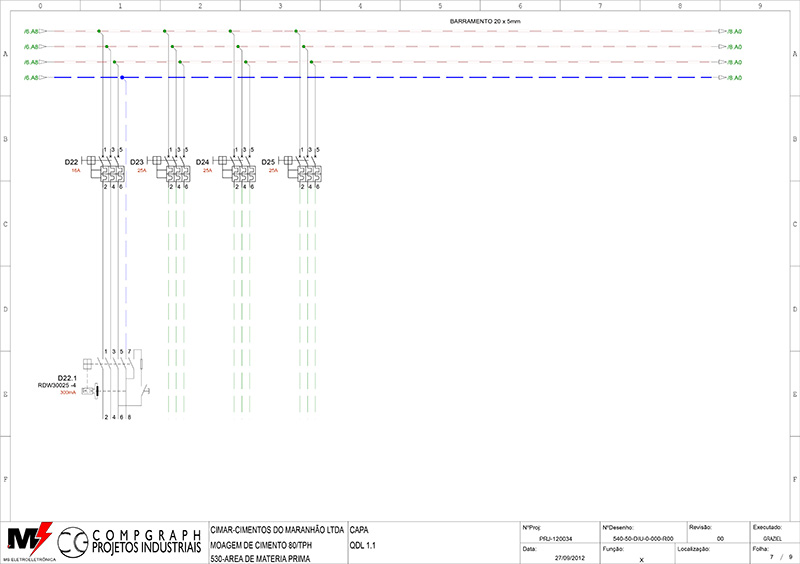 0 1 2 3 4 5 6 7 8 9
BARRAMENTO 20 x 5mm
/6.A8 /8.A0
A /6.A8 /8.A0 A
/6.A8 /8.A0
/6.A8 /8.A0
B B
1 3 5 1 3 5 1 3 5 1 3 5
D22 D23 D24 D25
16A 25A 25A 25A
2 4 6 2 4 6 2 4 6 2 4 6
C C
D D
1 3 5 7
D22.1
RDW30025 -4
300mA
E E
2 4 6 8
F F
MS ELETROELETRÔNICA
COMPGRAPH
PROJETOS INDUSTRIAIS
CIMAR-CIMENTOS DO MARANHÃO LTDA
MOAGEM DE CIMENTO 80/TPH
530-AREA DE MATERIA PRIMA
CAPA
QDL 1.1
NºProj:
PRJ-120034
Data:
27/09/2012
NºDesenho:
540-50-DIU-0-000-R00
Função:
X
Revisão:
00
Localização:
Executado:
GRAZIEL
Folha:
7 / 9